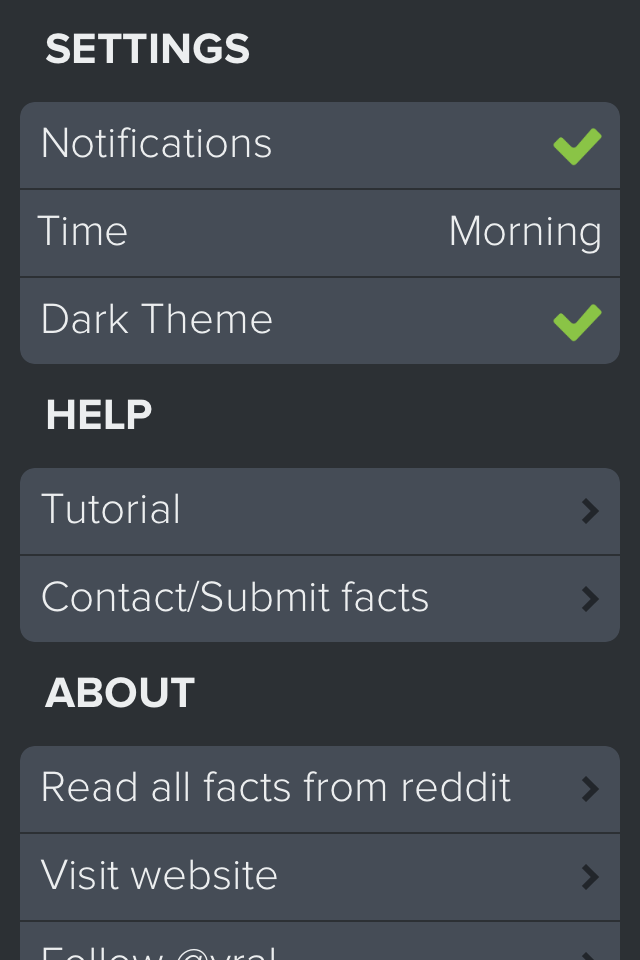 SETTINGS
Notifications
Time Morning
Dark Theme
HELP
Tutorial
Contact/Submit facts
ABOUT
Read all facts from reddit
Visit website
Follow